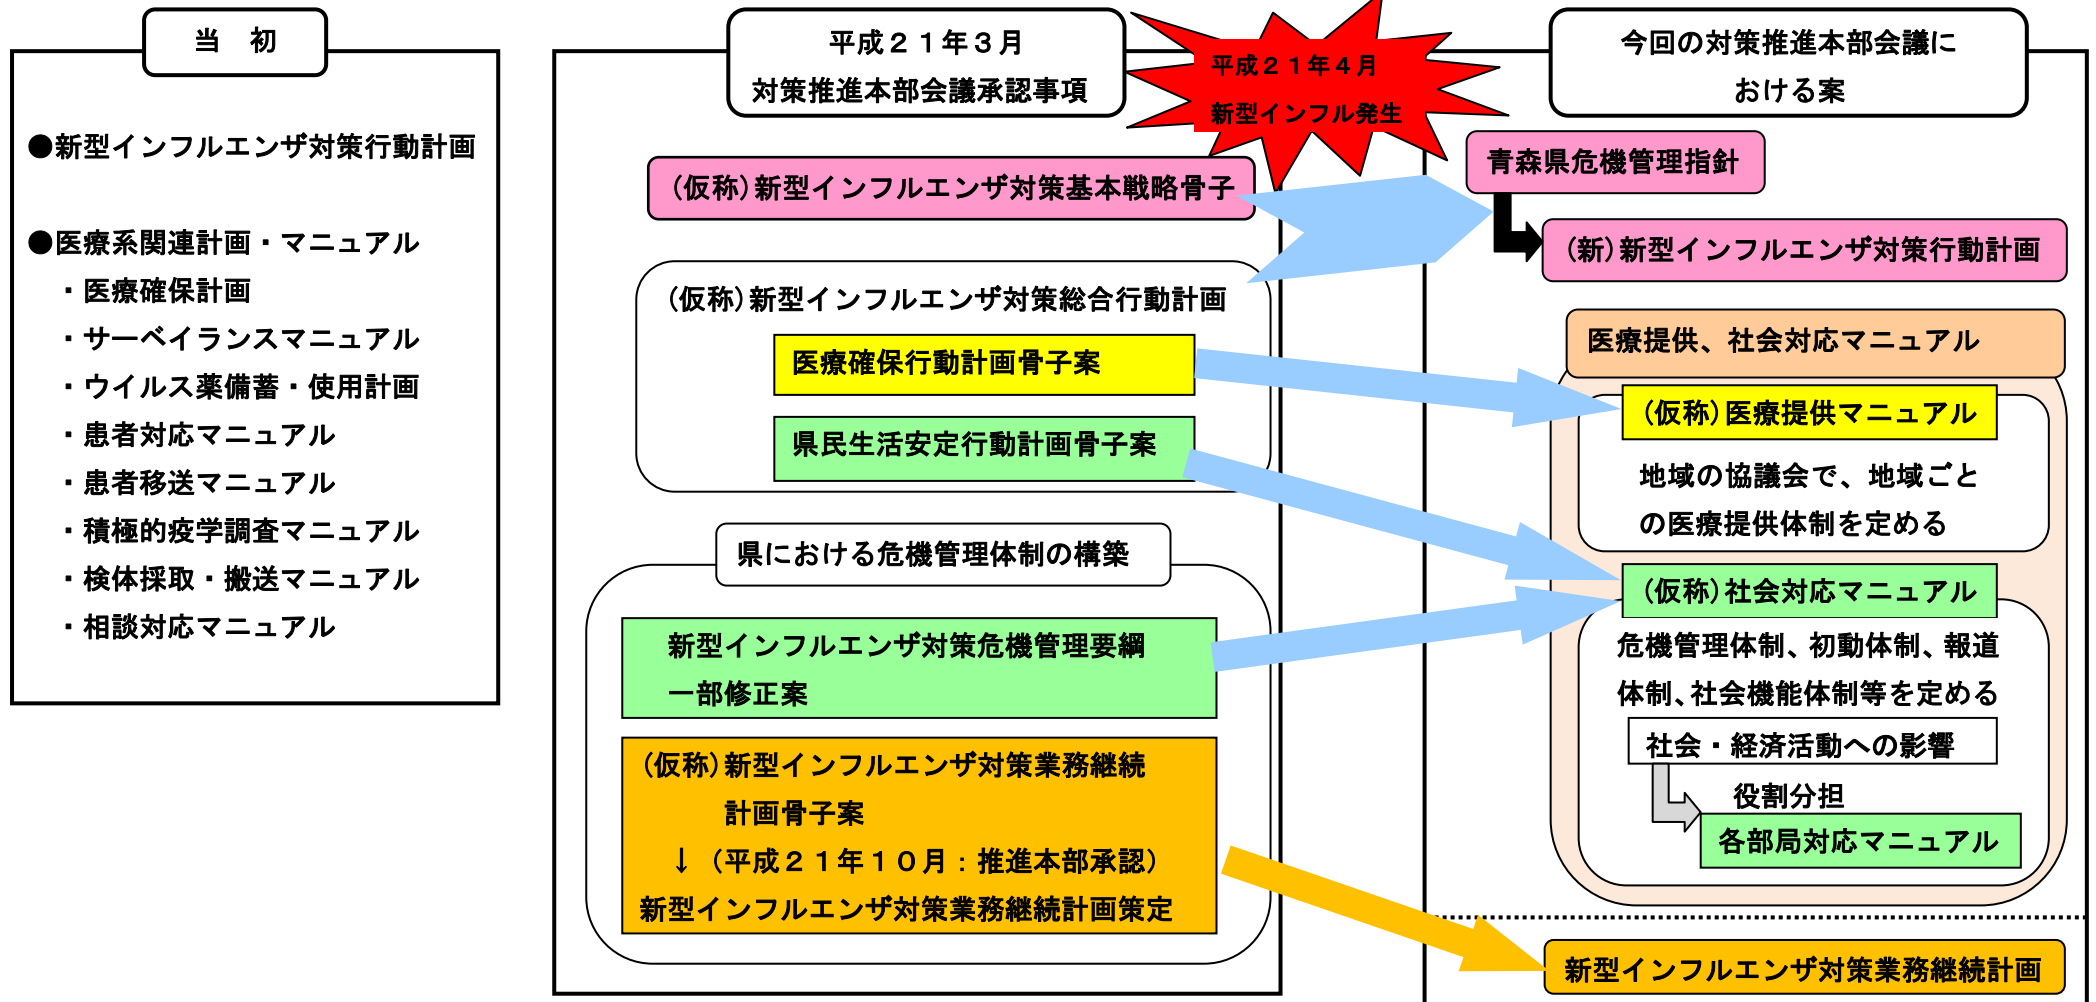 当　初
●新型インフルエンザ対策行動計画
●医療系関連計画・マニュアル
・医療確保計画
・サーベイランスマニュアル
・ウイルス薬備蓄・使用計画
・患者対応マニュアル
・患者移送マニュアル
・積極的疫学調査マニュアル
・検体採取・搬送マニュアル
・相談対応マニュアル
平成２１年３月
対策推進本部会議承認事項
平成２１年４月
新型インフル発生
(仮称)新型インフルエンザ対策基本戦略骨子
(仮称)新型インフルエンザ対策総合行動計画
医療確保行動計画骨子案
県民生活安定行動計画骨子案
県における危機管理体制の構築
新型インフルエンザ対策危機管理要綱
一部修正案
(仮称)新型インフルエンザ対策業務継続
計画骨子案
↓（平成２１年１０月：推進本部承認）
新型インフルエンザ対策業務継続計画策定
今回の対策推進本部会議に
おける案
青森県危機管理指針
(新)新型インフルエンザ対策行動計画
医療提供、社会対応マニュアル
(仮称)医療提供マニュアル
地域の協議会で、地域ごと
の医療提供体制を定める
(仮称)社会対応マニュアル
危機管理体制、初動体制、報道
体制、社会機能体制等を定める
社会・経済活動への影響
役割分担
各部局対応マニュアル
新型インフルエンザ対策業務継続計画